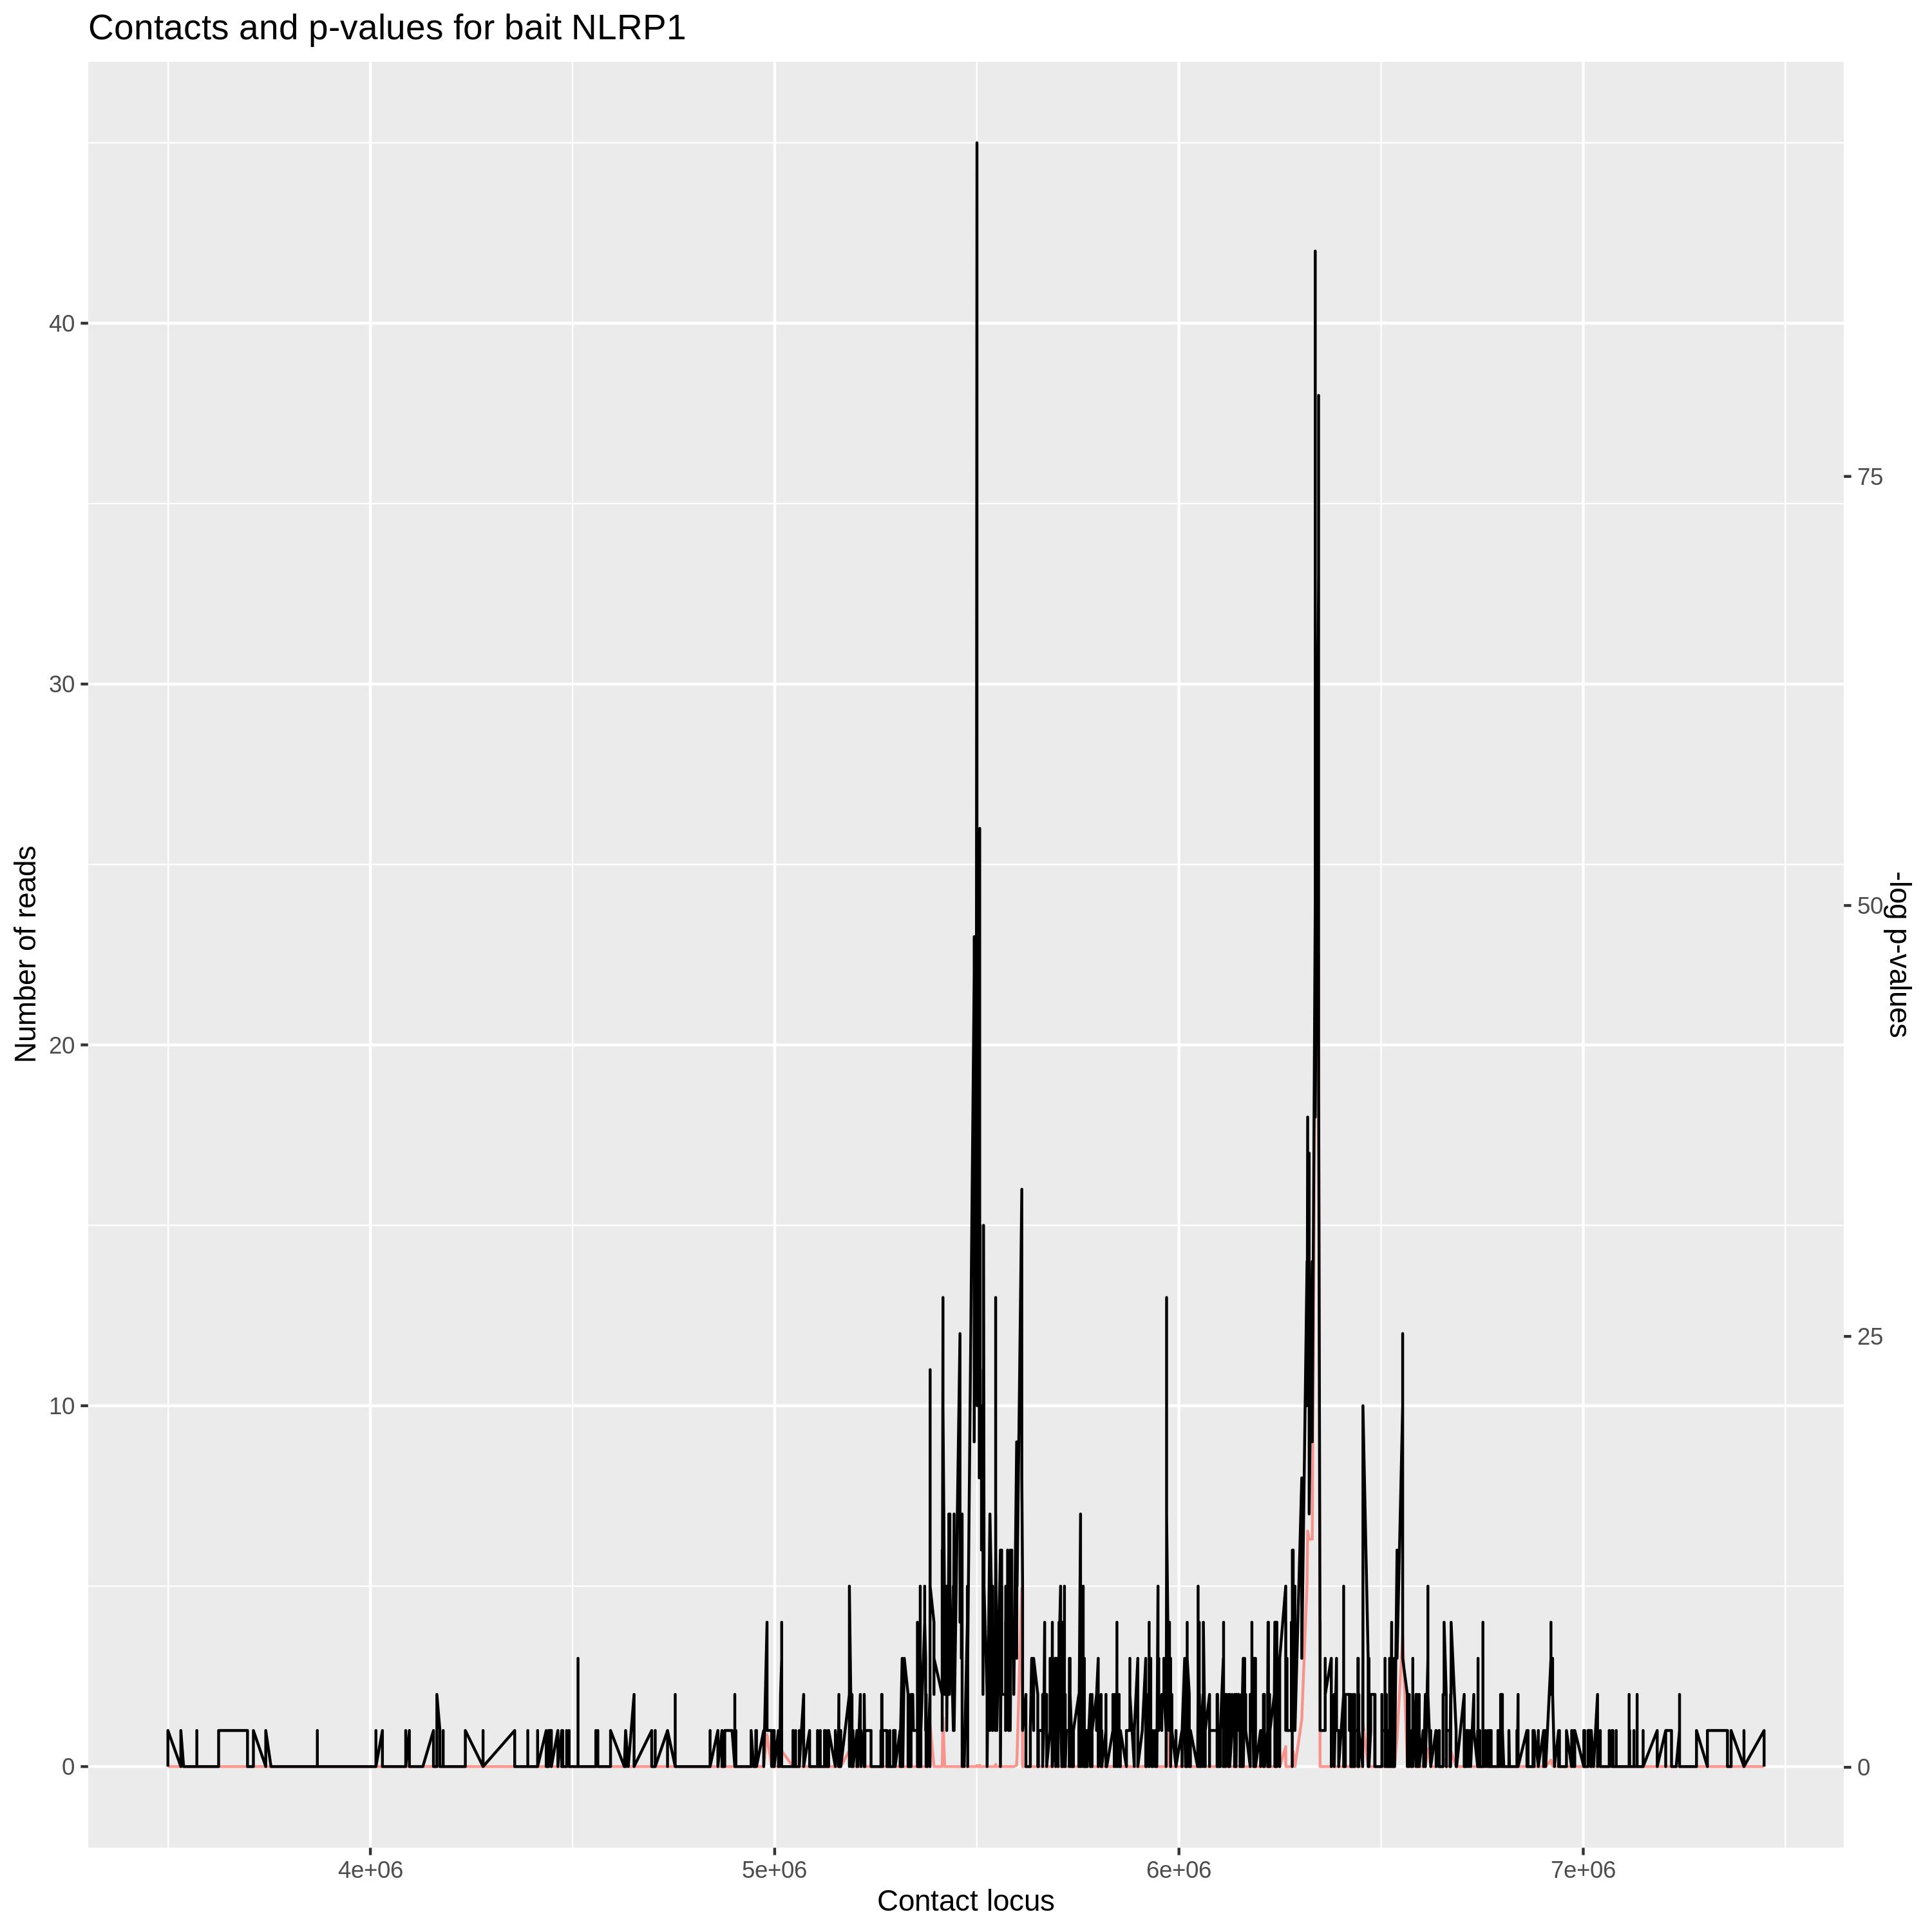 Contacts and p-values for bait NLRP1
40
30
20
10
0
Number of reads
75
50
25
0
-log p-values
4e+06 5e+06 6e+06 7e+06
Contact locus